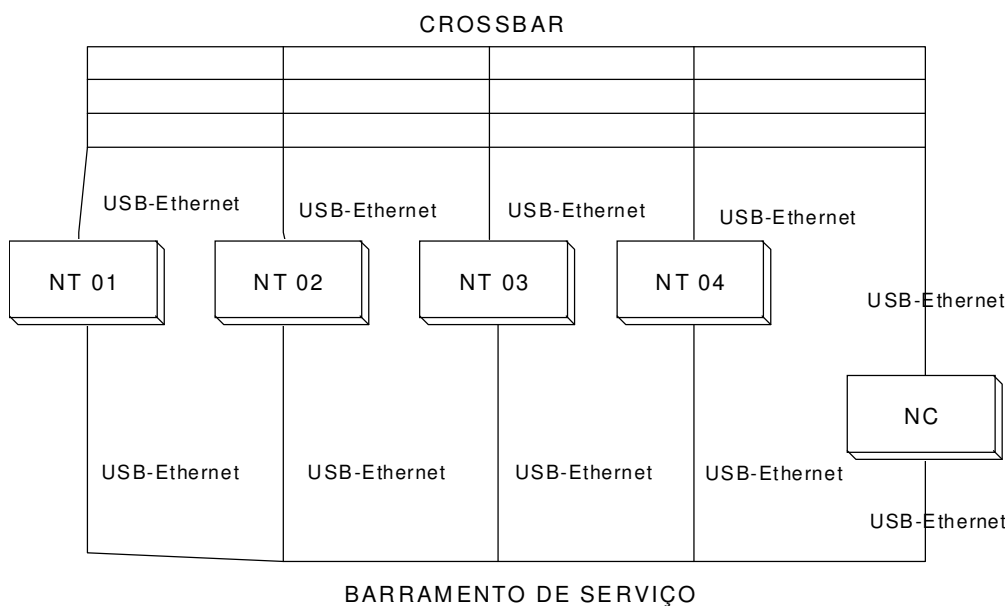 CROSSBAR
USB-Ethernet
USB-Ethernet
USB-Ethernet
USB-Ethernet
NT 01
NT 02
NT 03
NT 04
USB-Ethernet
NC
USB-Ethernet
USB-Ethernet
USB-Ethernet
USB-Ethernet
USB-Ethernet
BARRAMENTO DE SERVIÇO